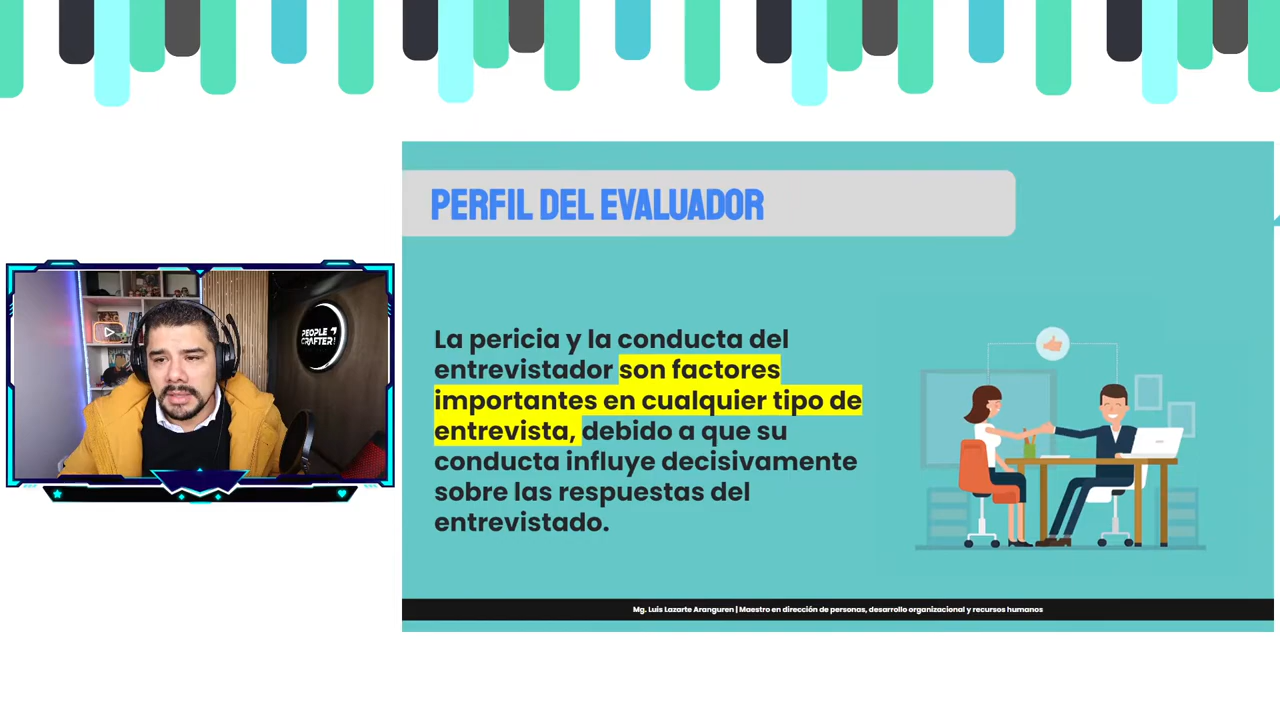 PERFIL DEL EVALUADOR
La pericia y la conducta del
entrevistador son factores
importantes en cualquier tipo de
entrevista, debido a que su
conducta influye decisivamente
sobre las respuestas del
entrevistado.
PEOPLE
CRAFTER!
Mg. Luis Lazarte Aranguren | Maestro en dirección de personas, desarrollo organizacional y recursos humanos